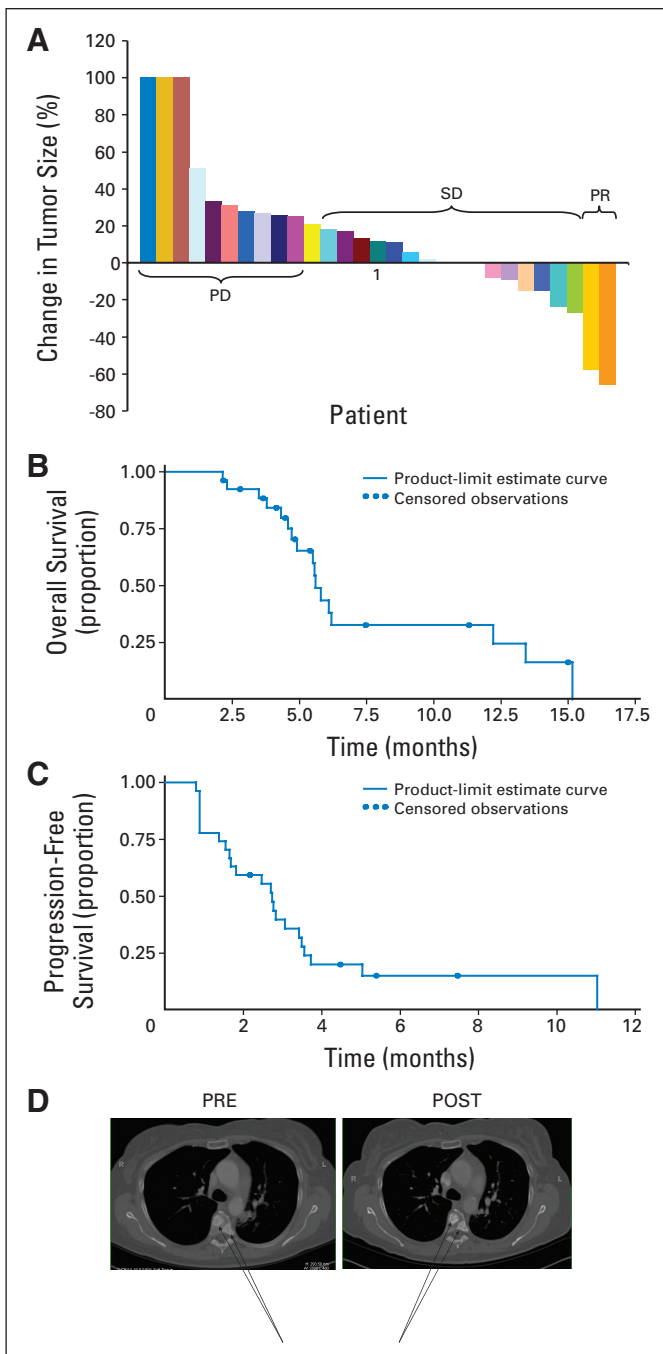 A
Change in Tumor Size (%)
120
100
80
60
40
20
0
-20
-40
-60
-80
PD
SD
PR
1
Patient
B
Overall Survival
(proportion)
1.00
0.75
0.50
0.25
0
2.5
5.0
7.5
10.0
12.5
15.0
17.5
Product-limit estimate curve
Censored observations
Time (months)
C
Progression-Free
Survival (proportion)
1.00
0.75
0.50
0.25
0
2
4
6
8
10
12
Product-limit estimate curve
Censored observations
Time (months)
D
PRE
POST
R
L
R
L